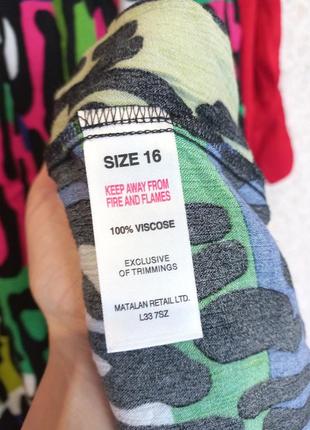 SIZE 16
KEEP AWAY FROM
FIRE AND FLAMES
100% VISCOSE
EXCLUSIVE
OF TRIMMINGS
MATALAN RETAIL LTD.
L33 7SZ